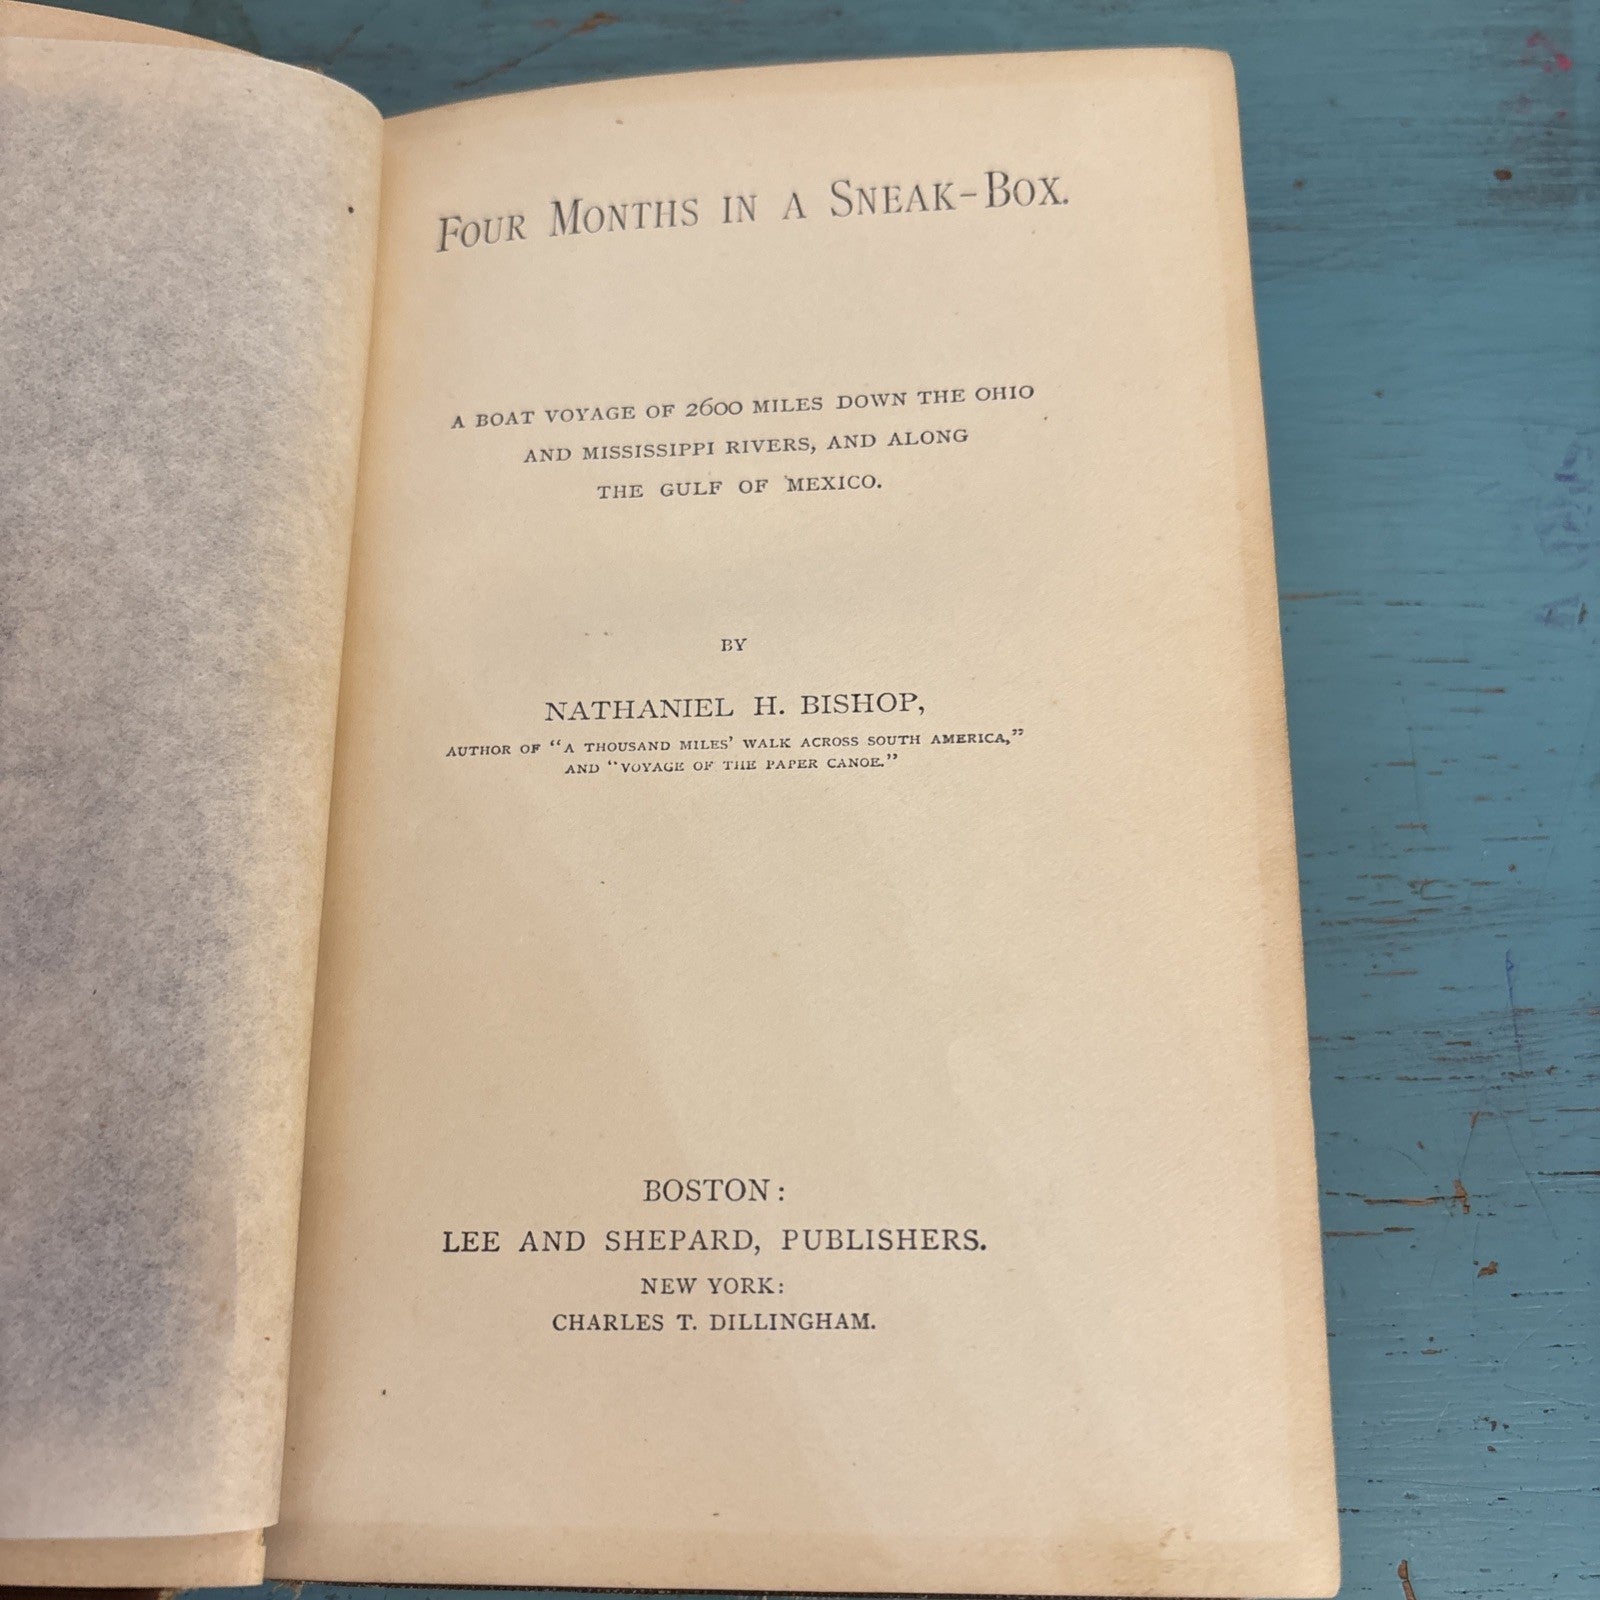 Four Months in a Sneak-Box.
A BOAT VOYAGE OF 2600 MILES DOWN THE OHIO
AND MISSISSIPPI RIVERS, AND ALONG
THE GULF OF MEXICO.
BY
NATHANIEL H. BISHOP,
AUTHOR OF "A THOUSAND MILES' WALK ACROSS SOUTH AMERICA,"
AND "VOYAGE OF THE PAPER CANOE."
BOSTON:
LEE AND SHEPARD, PUBLISHERS.
NEW YORK:
CHARLES T. DILLINGHAM.